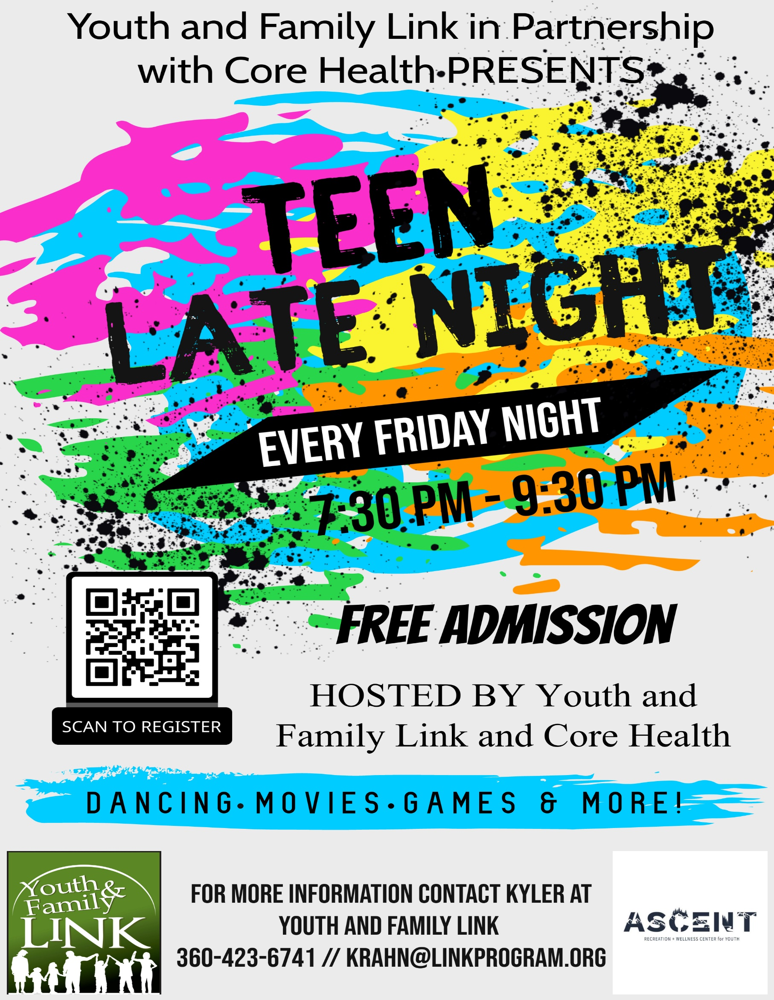 Youth and Family Link in Partnership
with Core Health PRESENTS
TEEN
LATE NIGHT
EVERY FRIDAY NIGHT
7:30 PM - 9:30 PM
FREE ADMISSION
HOSTED BY Youth and
Family Link and Core Health
SCAN TO REGISTER
DANCING•MOVIES•GAMES & MORE!
Youth &
Family
LINK
FOR MORE INFORMATION CONTACT KYLER AT
YOUTH AND FAMILY LINK
360-423-6741 // KRAHN@LINKPROGRAM.ORG
ASCENT
RECREATION + WELLNESS CENTER for YOUTH